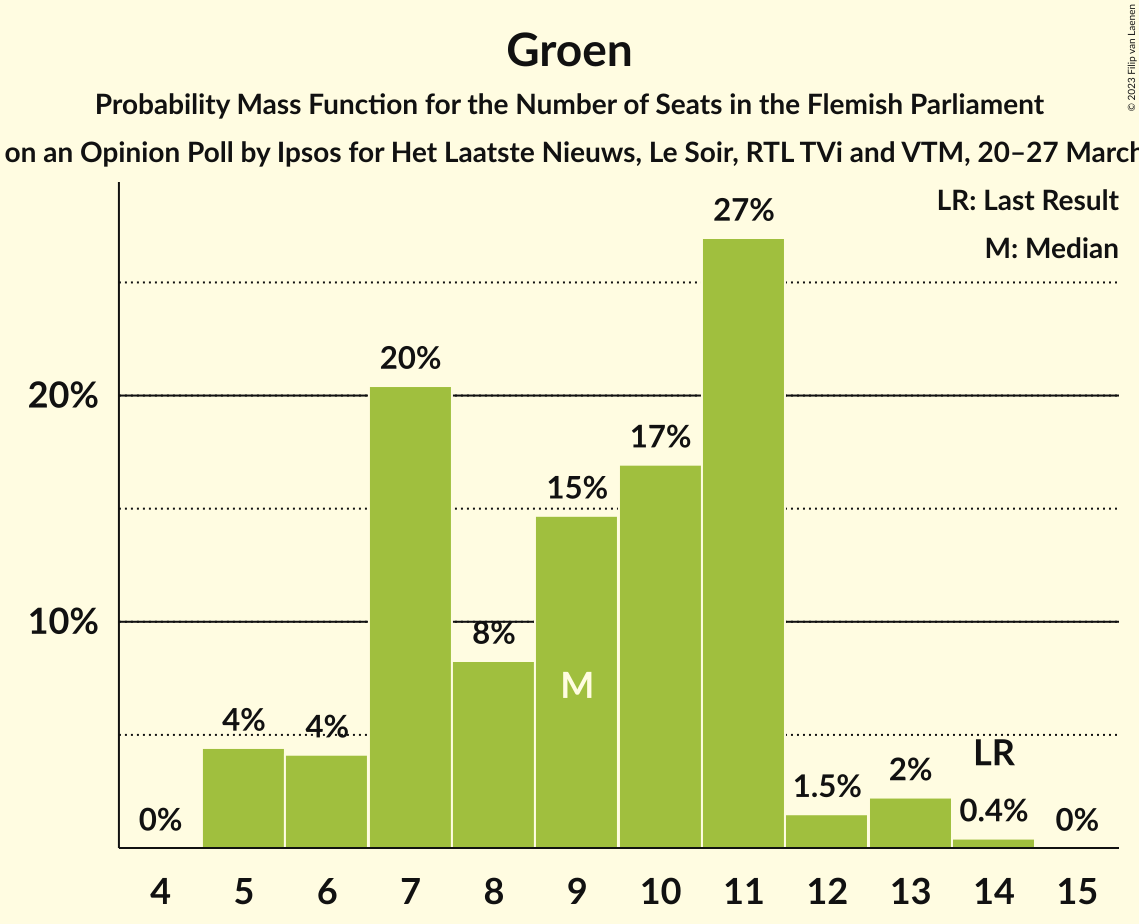 Groen
Probability Mass Function for the Number of Seats in the Flemish Parliament
on an Opinion Poll by Ipsos for Het Laatste Nieuws, Le Soir, RTL TVi and VTM, 20–27 March
© 2023 Filip van Laenen
LR: Last Result
M: Median
27%
20%
20%
17%
15%
10%
8%
M
4%
4%
LR
2%
1.5%
0.4%
0%
0%
4 5 6 7 8 9 10 11 12 13 14 15